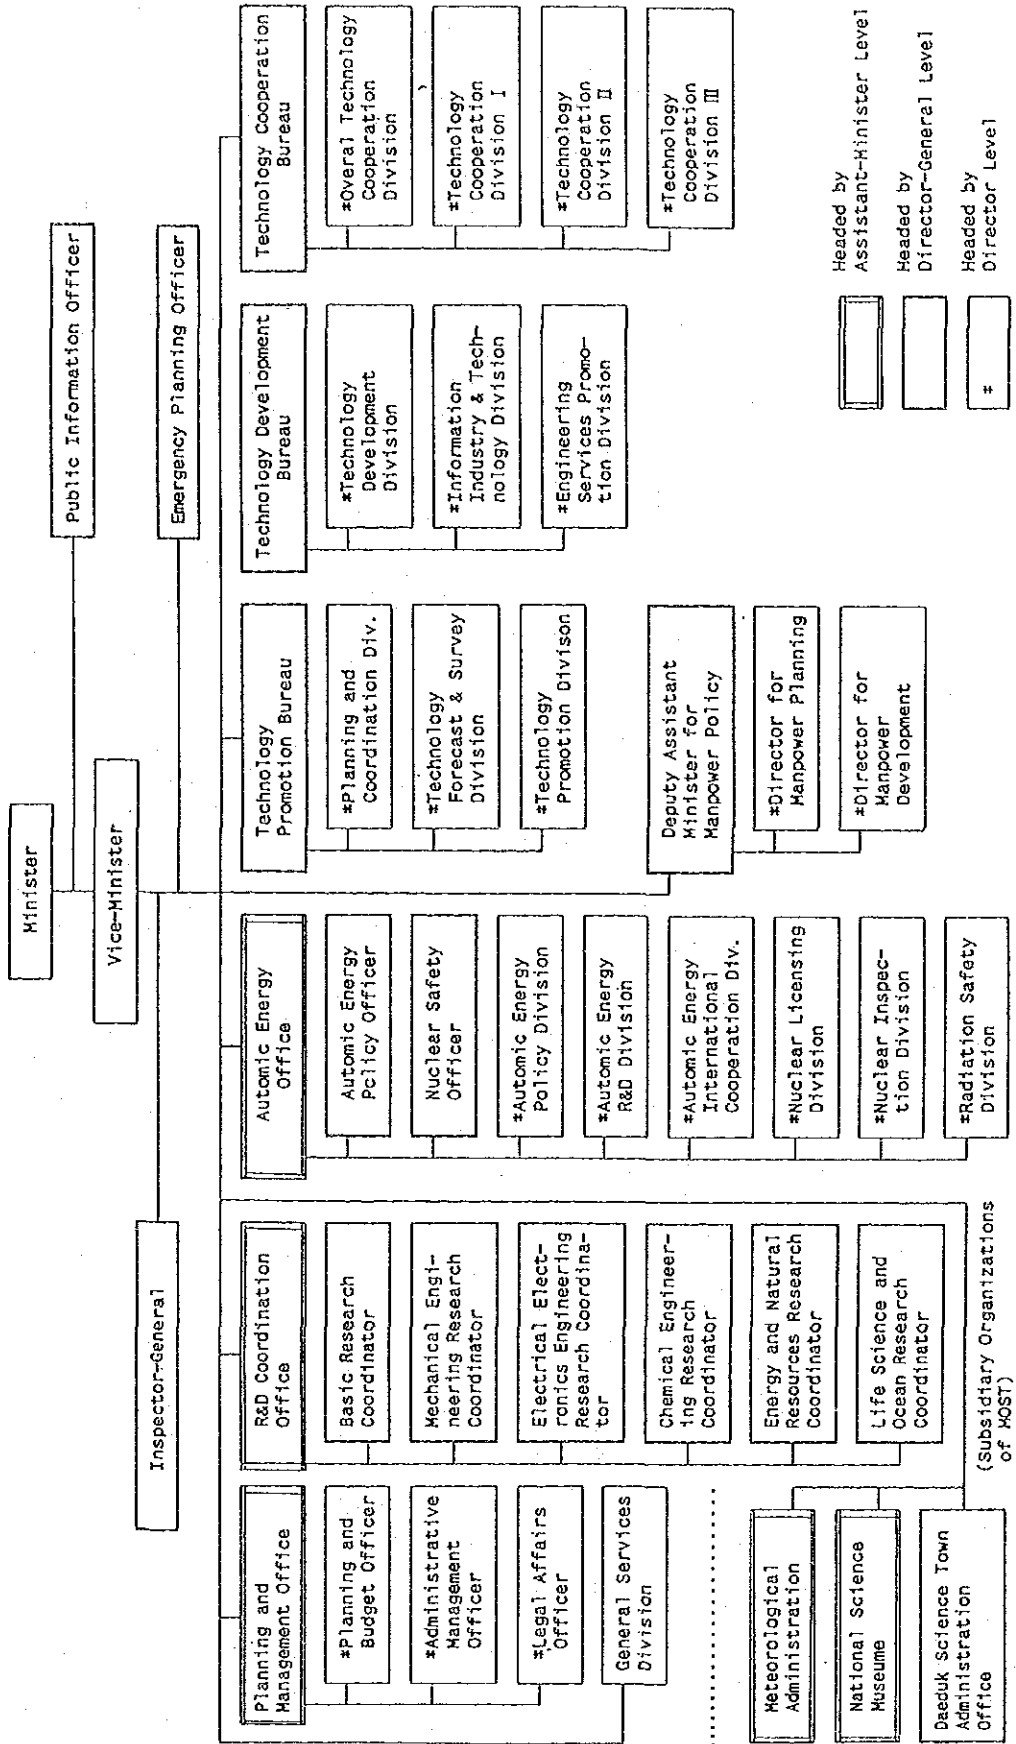 Minister
Public Information Officer
Vice-Minister
Emergency Planning Officer
Inspector-General
Planning and
Management Office
*Planning and
Budget Officer
*Administrative
Management
Officer
*Legal Affairs
Officer
General Services
Division
R&D Coordination
Office
Basic Research
Coordinator
Mechanical Engi-
neering Research
Coordinator
Electrical Elect-
ronics Engineering
Research Coordina-
tor
Chemical Engineer-
ing Research
Coordinator
Energy and Natural
Resources Research
Coordinator
Life Science and
Ocean Research
Coordinator
Automic Energy
Office
Automic Energy
Policy Officer
Nuclear Safety
Officer
*Automic Energy
Policy Division
*Automic Energy
R&D Division
*Automic Energy
International
Cooperation Div.
*Nuclear Licensing
Division
*Nuclear Inspec-
tion Division
*Radiation Safety
Division
Technology
Promotion Bureau
*Planning and
Coordination Div.
*Technology
Forecast & Survey
Division
*Technology
Promotion Divison
Deputy Assistant
Minister for
Manpower Policy
*Director for
Manpower Planning
*Director for
Manpower
Development
Technology Development
Bureau
*Technology
Development
Division
*Information
Industry & Tech-
nology Division
*Engineering
Services Promo-
tion Division
Technology Cooperation
Bureau
*Overal Technology
Cooperation
Division
*Technology
Cooperation
Division I
*Technology
Cooperation
Division II
*Technology
Cooperation
Division III
Meteorological
Administration
National Science
Museume
Daeduk Science Town
Administration
Office
(Subsidiary Organizations
of MOST)
Headed by
Assistant-Minister Level
Headed by
Director-General Level
*
Headed by
Director Level